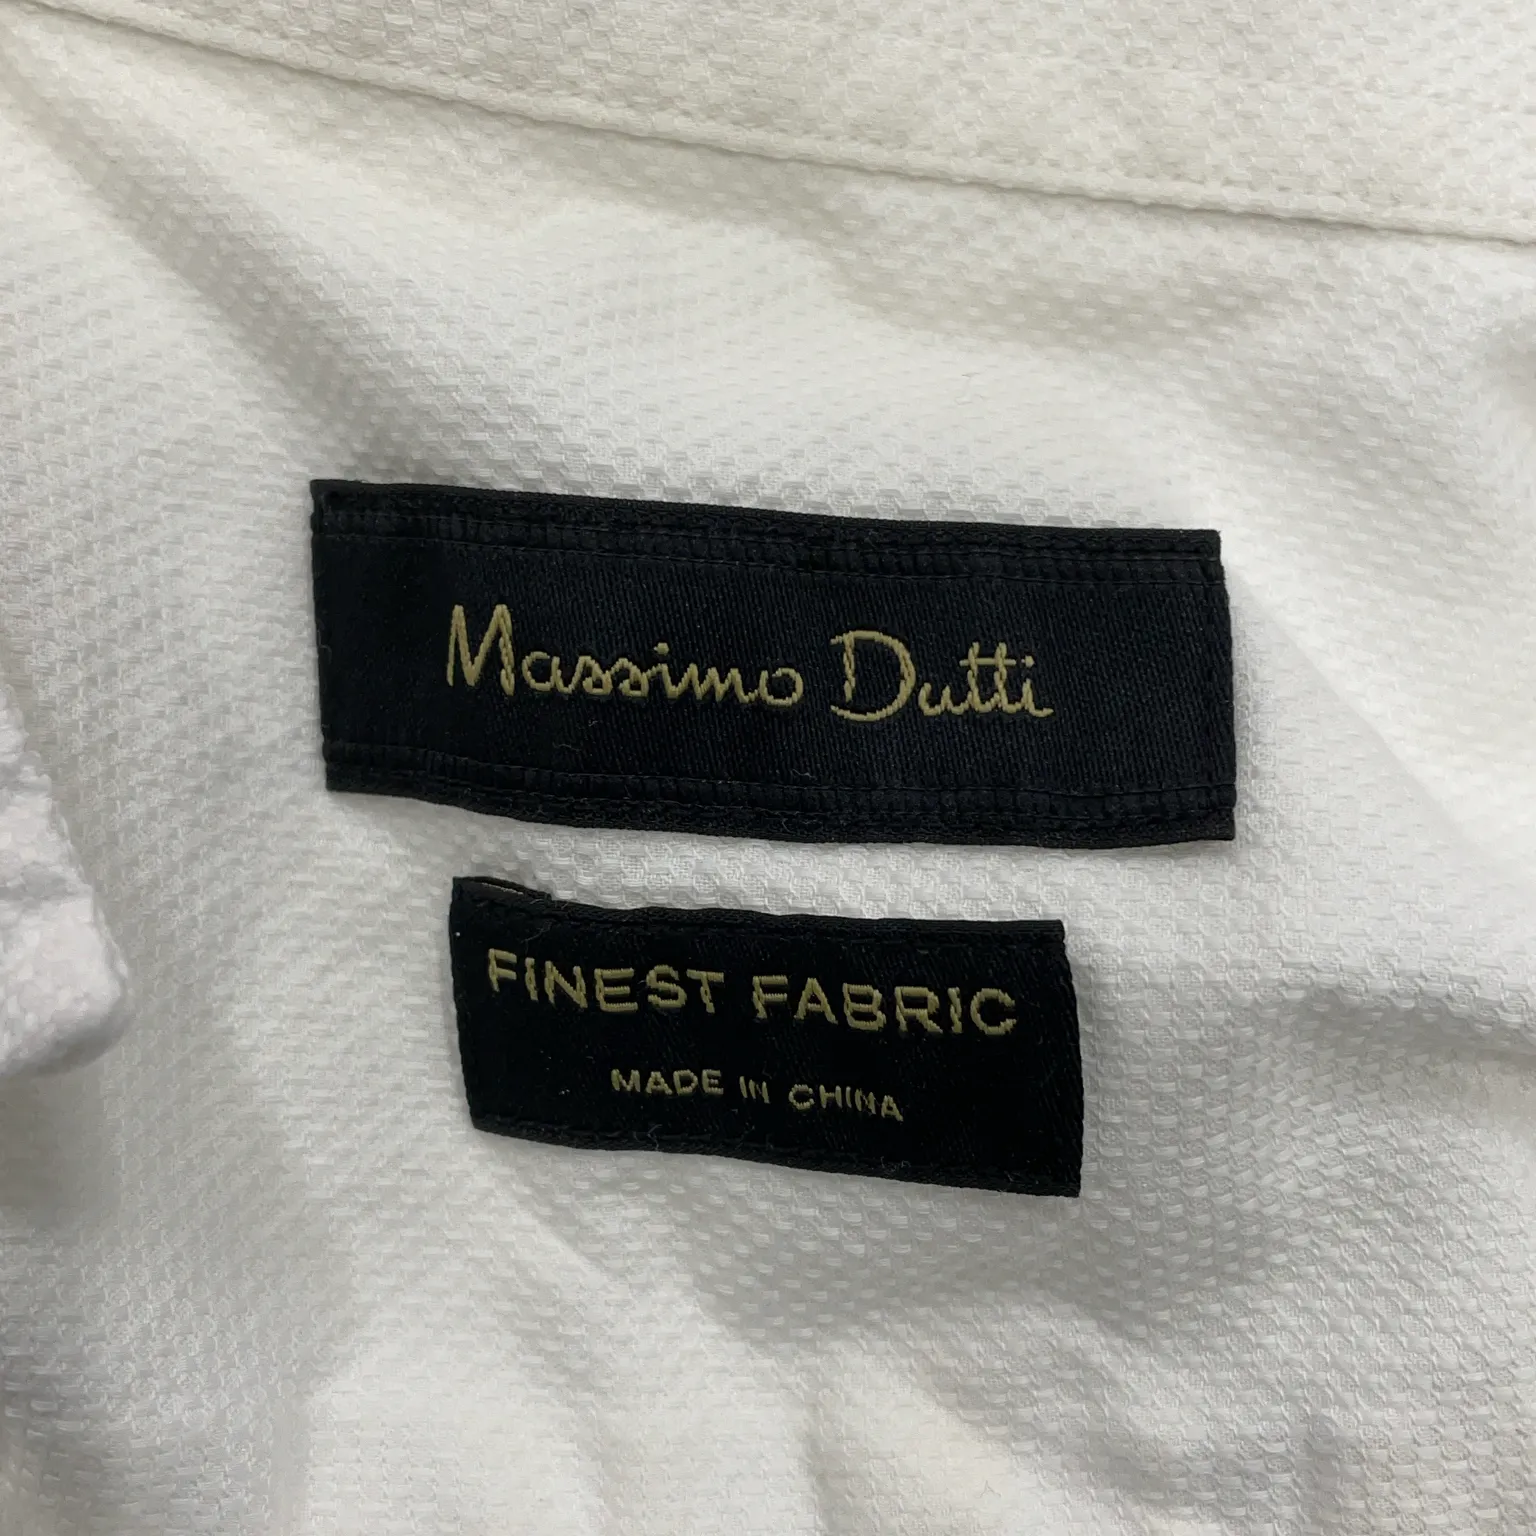 Massimo Dutti
FINEST FABRIC
MADE IN CHINA